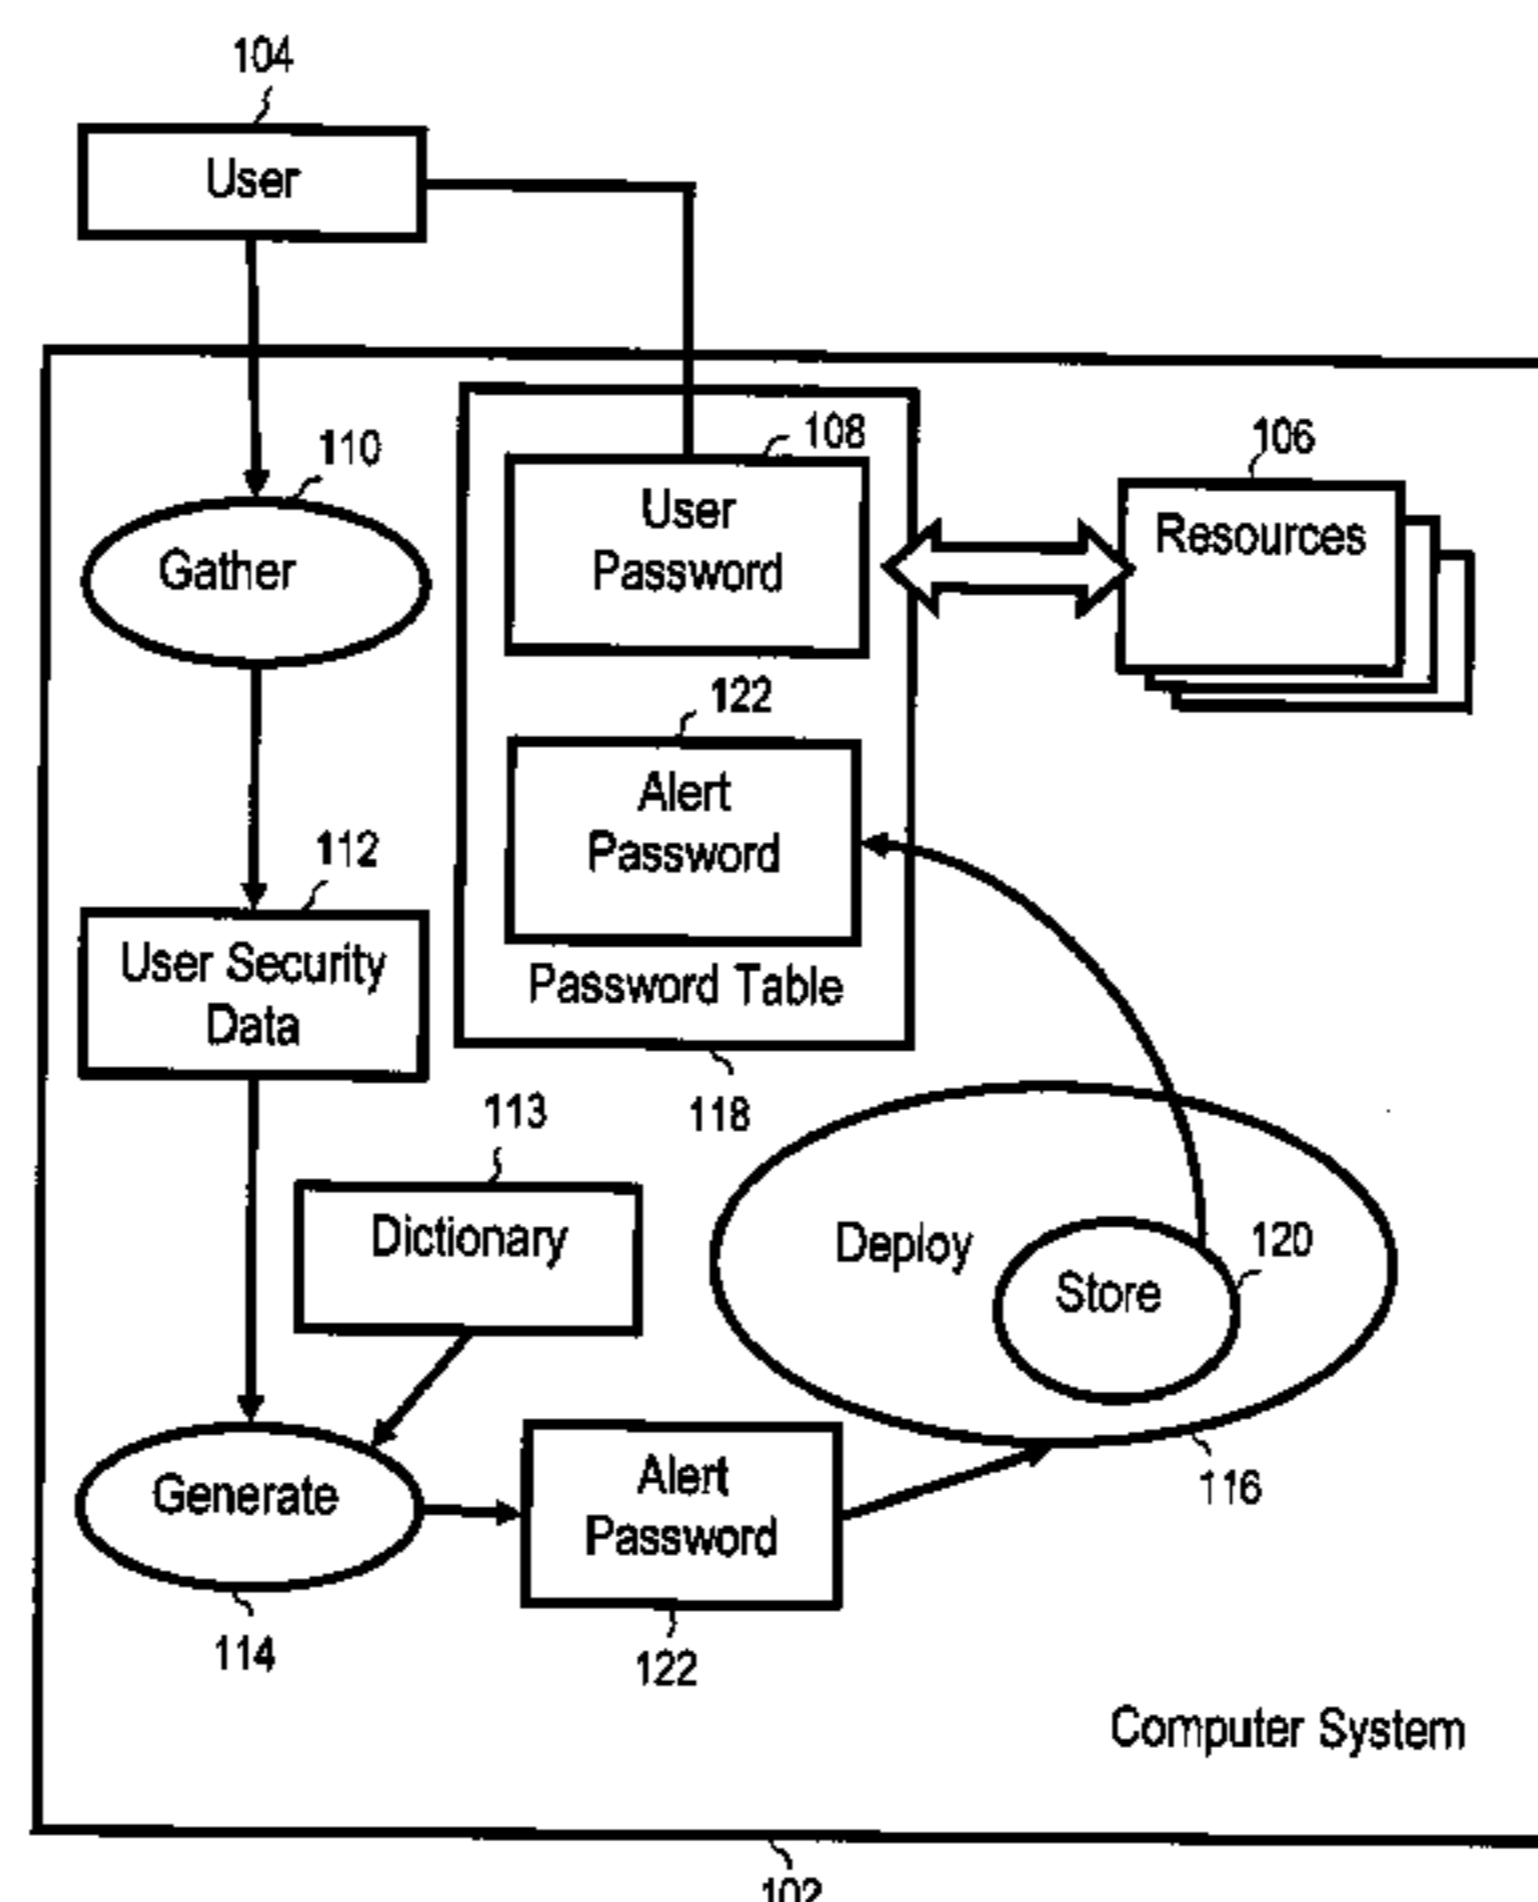 104
User
110
108
106
Gather
User
Password
Resources
122
Alert
Password
112
User Security
Data
Password Table
118
113
Dictionary
Deploy
120
Store
Generate
Alert
Password
116
114
122
Computer System
102